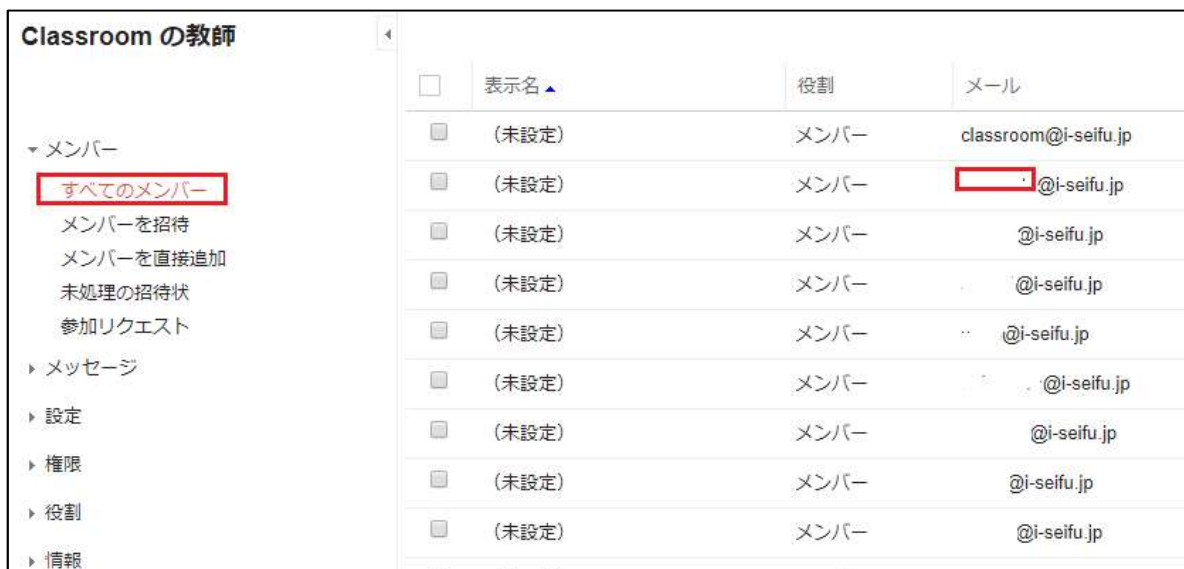 Classroom の教師
メンバー
すべてのメンバー
メンバーを招待
メンバーを直接追加
未処理の招待状
参加リクエスト
メッセージ
設定
権限
役割
情報
表示名 役割 メール
（未設定） メンバー classroom@i-seifu.jp
（未設定） メンバー @i-seifu.jp
（未設定） メンバー @i-seifu.jp
（未設定） メンバー @i-seifu.jp
（未設定） メンバー @i-seifu.jp
（未設定） メンバー @i-seifu.jp
（未設定） メンバー @i-seifu.jp
（未設定） メンバー @i-seifu.jp
（未設定） メンバー @i-seifu.jp